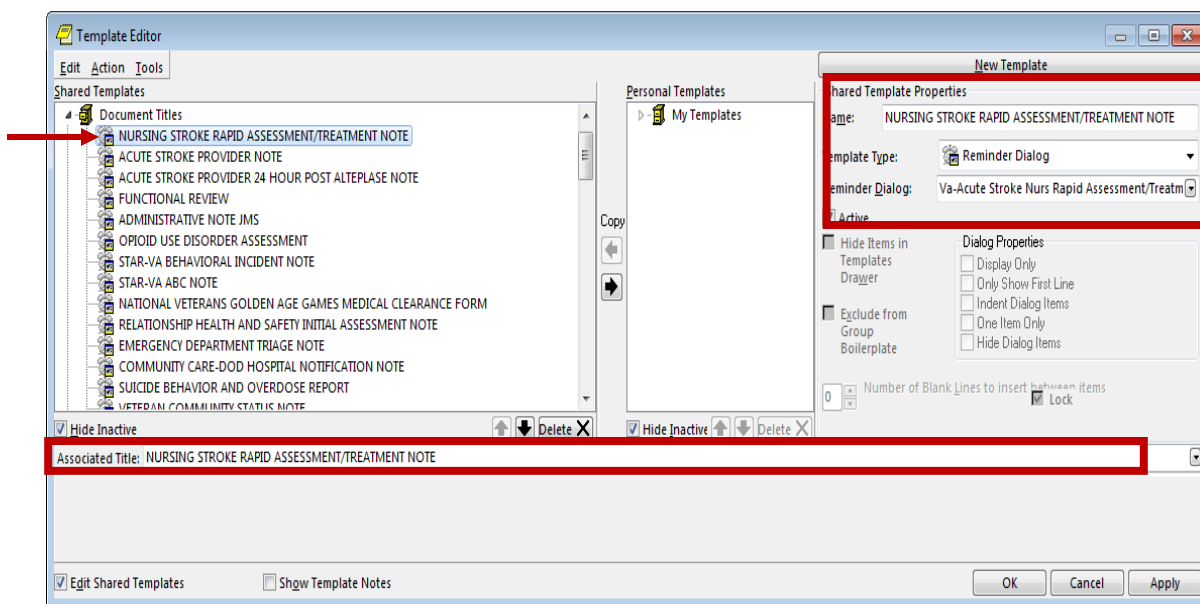 Template Editor
Edit Action Tools
New Template
Shared Templates
Personal Templates
Shared Template Properties
Document Titles
My Templates
NURSING STROKE RAPID ASSESSMENT/TREATMENT NOTE
ACUTE STROKE PROVIDER NOTE
ACUTE STROKE PROVIDER 24 HOUR POST ALTEPLASE NOTE
FUNCTIONAL REVIEW
ADMINISTRATIVE NOTE JMS
OPIOID USE DISORDER ASSESSMENT
STAR-VA BEHAVIORAL INCIDENT NOTE
STAR-VA ABC NOTE
NATIONAL VETERANS GOLDEN AGE GAMES MEDICAL CLEARANCE FORM
RELATIONSHIP HEALTH AND SAFETY INITIAL ASSESSMENT NOTE
EMERGENCY DEPARTMENT TRIAGE NOTE
COMMUNITY CARE-DOD HOSPITAL NOTIFICATION NOTE
SUICIDE BEHAVIOR AND OVERDOSE REPORT
VETERAN COMMUNITY STATUS NOTE
Copy
Name: NURSING STROKE RAPID ASSESSMENT/TREATMENT NOTE
Template Type: Reminder Dialog
Reminder Dialog: Va-Acute Stroke Nurs Rapid Assessment/Treatm
Active
Hide Items in
Templates
Drawer
Exclude from
Group
Boilerplate
Dialog Properties
Display Only
Only Show First Line
Indent Dialog Items
One Item Only
Hide Dialog Items
0 Number of Blank Lines to insert between items
Lock
Hide Inactive Delete X
Hide Inactive Delete X
Associated Title: NURSING STROKE RAPID ASSESSMENT/TREATMENT NOTE
Edit Shared Templates
Show Template Notes
OK Cancel Apply